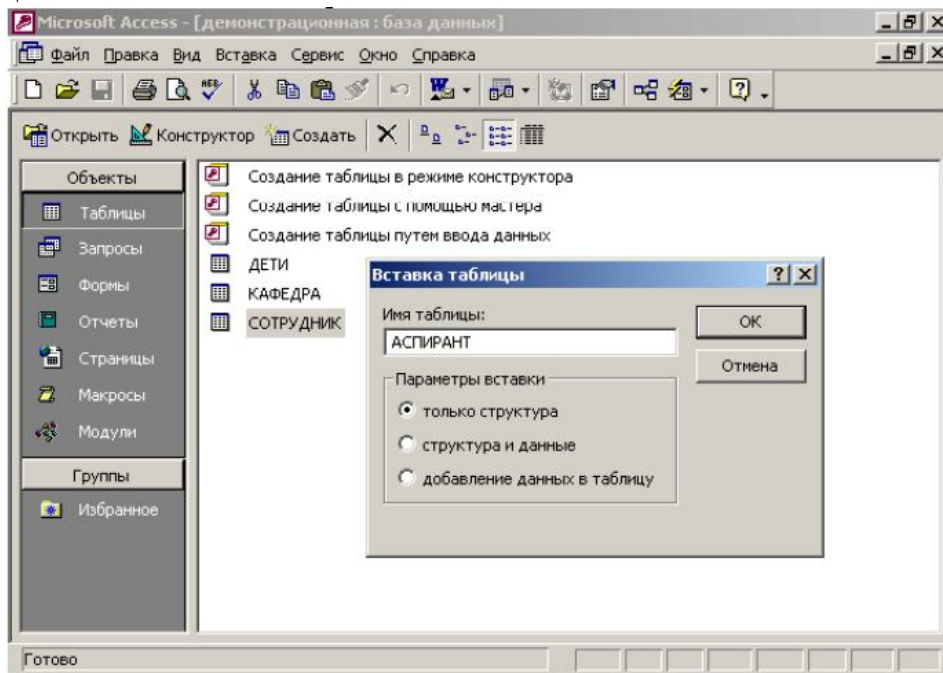 Microsoft Access - [демонстрационная : база данных]
Файл Правка Вид Вставка Сервис Окно Справка
Открыть Конструктор Создать
Объекты
Таблицы
Запросы
Формы
Отчеты
Страницы
Макросы
Модули
Группы
Избранное
Создание таблицы в режиме конструктора
Создание таблицы с помощью мастера
Создание таблицы путем ввода данных
ДЕТИ
КАФЕДРА
СОТРУДНИК
Вставка таблицы
Имя таблицы:
АСПИРАНТ
Параметры вставки
только структура
структура и данные
добавление данных в таблицу
ОК
Отмена
Готово